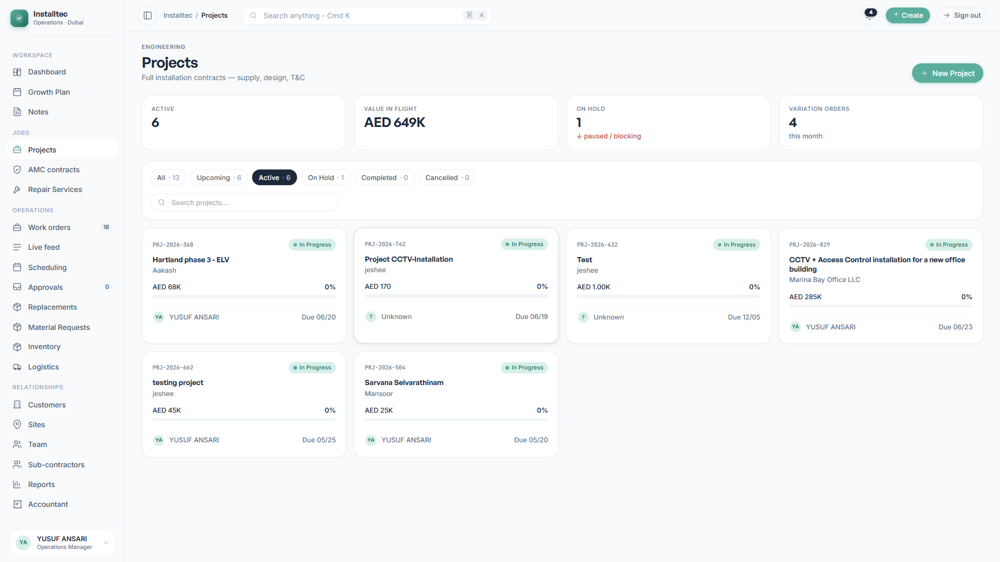 Installtec
Operations · Dubai
WORKSPACE
Dashboard
Growth Plan
Notes
JOBS
Projects
AMC contracts
Repair Services
OPERATIONS
Work orders 18
Live feed
Scheduling
Approvals 0
Replacements
Material Requests
Inventory
Logistics
RELATIONSHIPS
Customers
Sites
Team
Sub-contractors
Reports
Accountant
YA
YUSUF ANSARI
Operations Manager
Installtec / Projects
Search anything - Cmd K ⌘ K
4
+ Create
Sign out
ENGINEERING
Projects
Full installation contracts — supply, design, T&C
+ New Project
ACTIVE
6
VALUE IN FLIGHT
AED 649K
ON HOLD
1
↓ paused / blocking
VARIATION ORDERS
4
this month
All · 13
Upcoming · 6
Active · 6
On Hold · 1
Completed · 0
Cancelled · 0
Search projects...
PRJ-2026-368 In Progress
Hartland phase 3 - ELV
Aakash
AED 68K 0%
YA YUSUF ANSARI Due 06/20
PRJ-2026-742 In Progress
Project CCTV-Inatallation
jeshee
AED 170 0%
? Unknown Due 06/19
PRJ-2026-432 In Progress
Test
jeshee
AED 1.00K 0%
? Unknown Due 12/05
PRJ-2026-829 In Progress
CCTV + Access Control installation for a new office
building
Marina Bay Office LLC
AED 285K 0%
YA YUSUF ANSARI Due 06/23
PRJ-2026-662 In Progress
testing project
jeshee
AED 45K 0%
YA YUSUF ANSARI Due 05/25
PRJ-2026-504 In Progress
Sarvana Selvarathinam
Mansoor
AED 25K 0%
YA YUSUF ANSARI Due 05/20